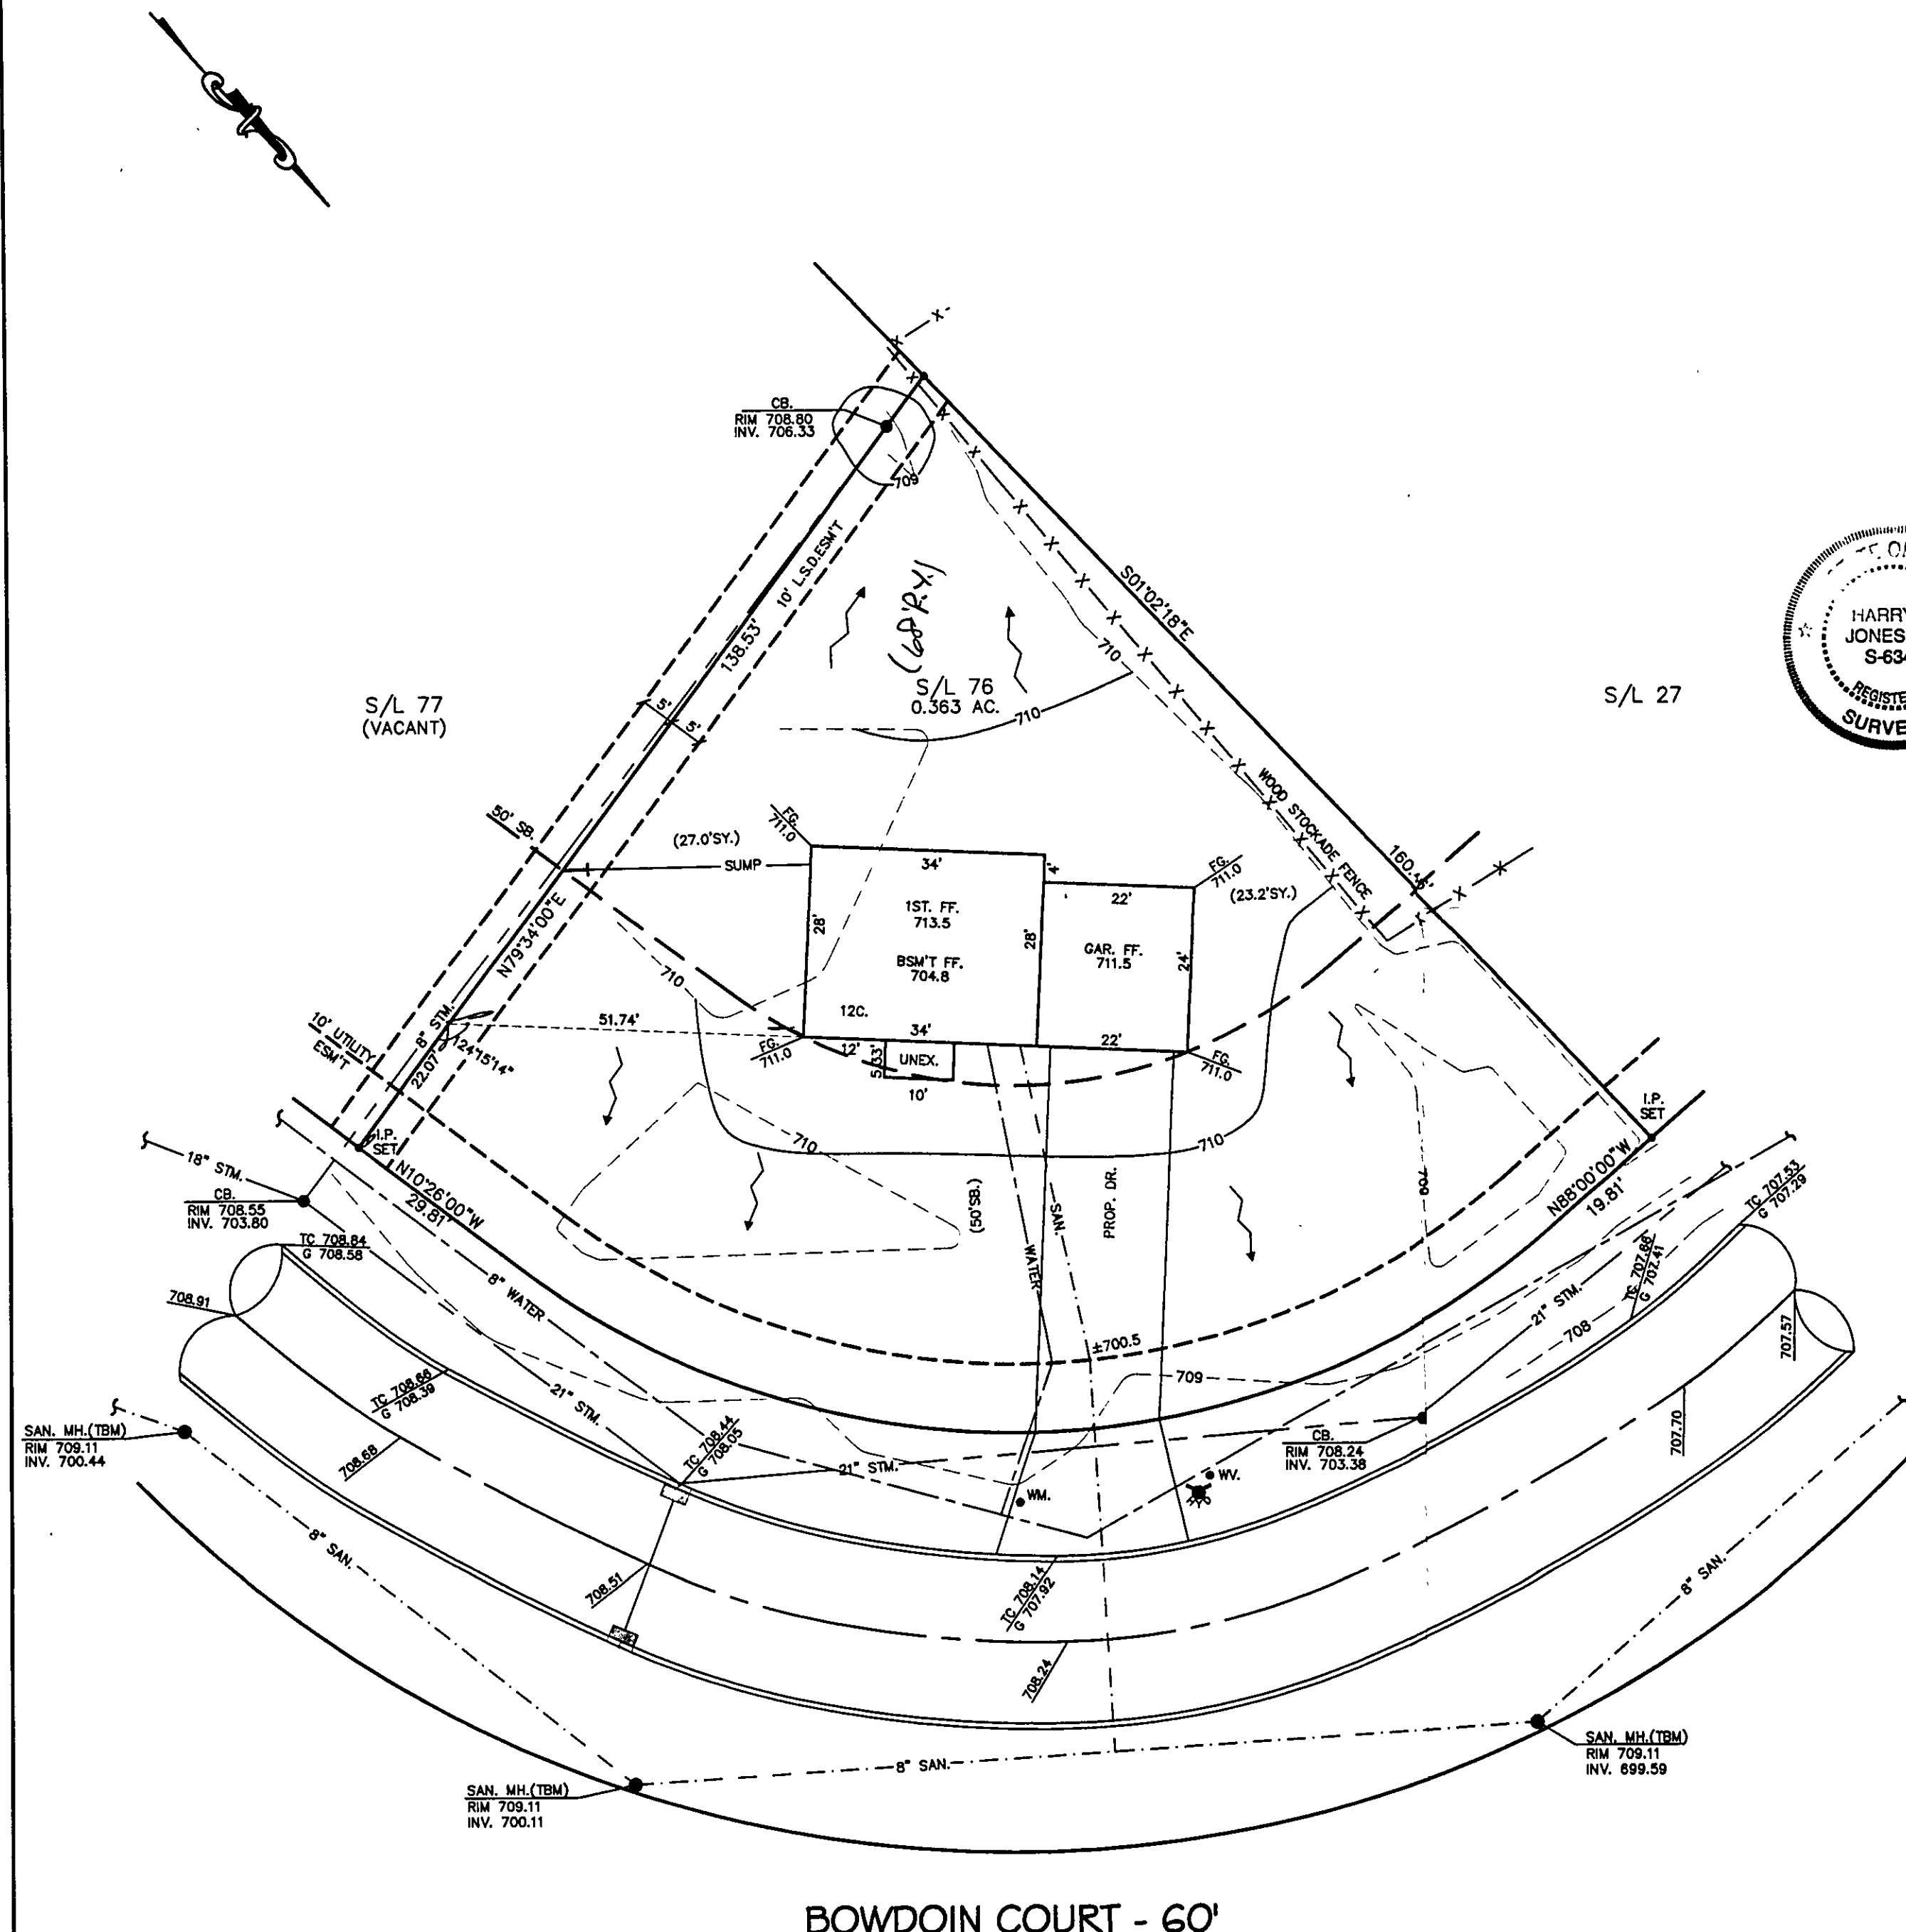 CB.
RIM 708.80
INV. 706.33
709
10' L.S.D.ESM'T
138.53'
(68' R.Y.)
S01°02'18"E
710
S/L 76
0.363 AC.
710
S/L 77
(VACANT)
5'
5'
S/L 27
HARRY
JONES
S-634
REGISTE
SURVE
50' SB.
FG.
711.0
(27.0'SY.)
SUMP
34'
4'
WOOD STOCKADE FENCE
160.45'
FG.
711.0
(23.2'SY.)
22'
1ST. FF.
713.5
28'
28'
GAR. FF.
711.5
24'
BSM'T FF.
704.8
N79°34'00"E
710
12C.
34'
22'
51.74'
8" STM.
10' UTILITY
ESM'T
22.07'
124°15'14"
FG.
711.0
12'
5.33'
UNEX.
10'
FG.
711.0
I.P.
SET
I.P.
SET
710
710
709
18" STM.
N10°26'00"W
29.81'
N88°00'00"W
19.81'
CB.
RIM 708.55
INV. 703.80
(50'SB.)
SAN.
PROP. DR.
WATER
TC 708.84
G 708.58
8" WATER
TC 707.53
G 707.29
TC 707.68
G 707.41
21" STM.
708
708.91
±700.5
707.57
709
TC 708.66
G 708.39
21" STM.
SAN. MH.(TBM)
RIM 709.11
INV. 700.44
708.68
TC 708.44
G 708.05
21" STM.
CB.
RIM 708.24
INV. 703.38
707.70
WV.
HYD
WM.
8" SAN.
708.51
TC 708.14
G 707.92
8" SAN.
708.24
8" SAN.
SAN. MH.(TBM)
RIM 709.11
INV. 700.11
SAN. MH.(TBM)
RIM 709.11
INV. 699.59
BOWDOIN COURT - 60'